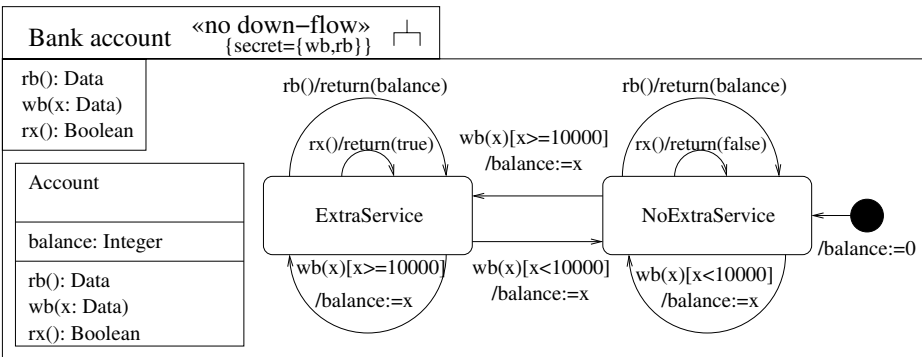 Bank account «no down−flow»
{secret={wb,rb}}
rb(): Data
wb(x: Data)
rx(): Boolean
Account
balance: Integer
rb(): Data
wb(x: Data)
rx(): Boolean
rb()/return(balance)
rx()/return(true)
ExtraService
wb(x)[x>=10000]
/balance:=x
wb(x)[x>=10000]
/balance:=x
wb(x)[x<10000]
/balance:=x
rb()/return(balance)
rx()/return(false)
NoExtraService
wb(x)[x<10000]
/balance:=x
/balance:=0